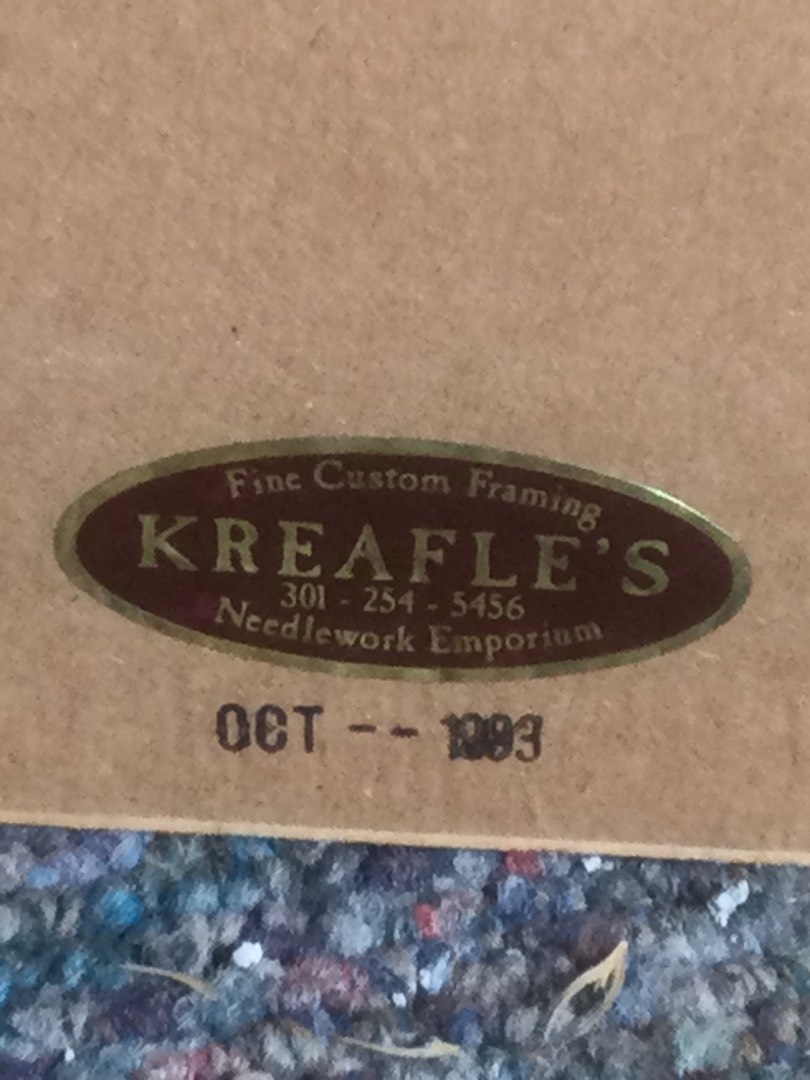 Fine Custom Framing
KREAFLE'S
301 - 254 - 5456
Needlework Emporium
OCT -- 1993